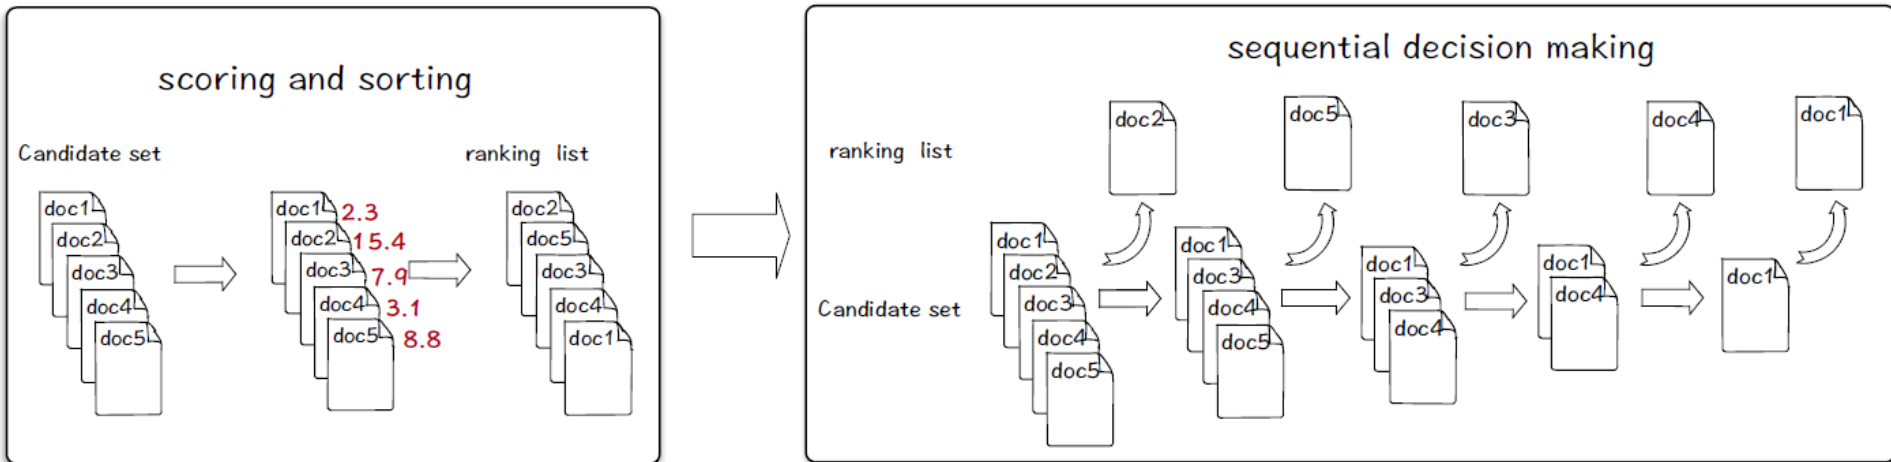 scoring and sorting
Candidate set
ranking list
doc1
doc2
doc3
doc4
doc5
doc1 2.3
doc2 15.4
doc3 7.9
doc4 3.1
doc5 8.8
doc2
doc5
doc3
doc4
doc1
sequential decision making
ranking list
doc2
doc5
doc3
doc4
doc1
Candidate set
doc1
doc2
doc3
doc4
doc5
doc1
doc3
doc4
doc5
doc1
doc3
doc4
doc1
doc4
doc1